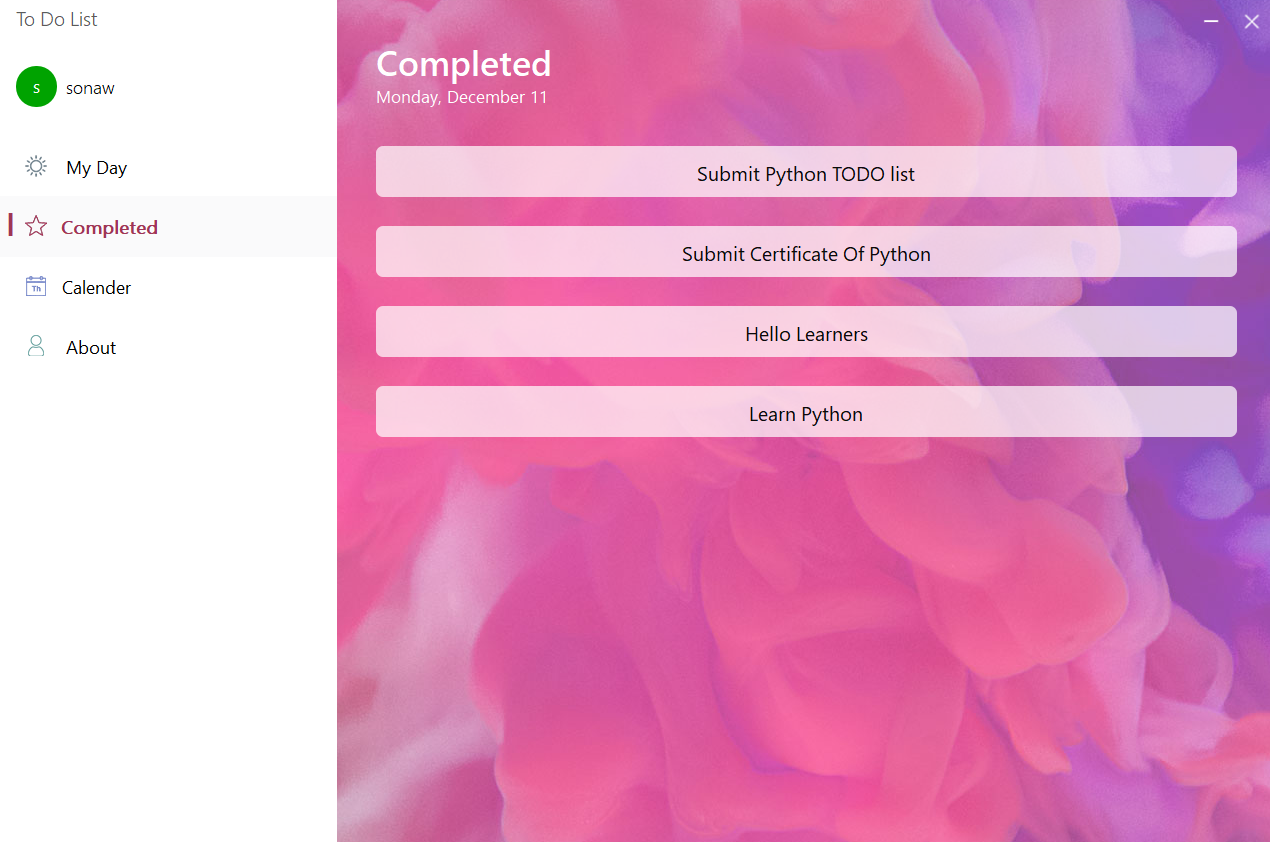 To Do List
s
sonaw
My Day
Completed
Th
Calender
About
Completed
Monday, December 11
Submit Python TODO list
Submit Certificate Of Python
Hello Learners
Learn Python